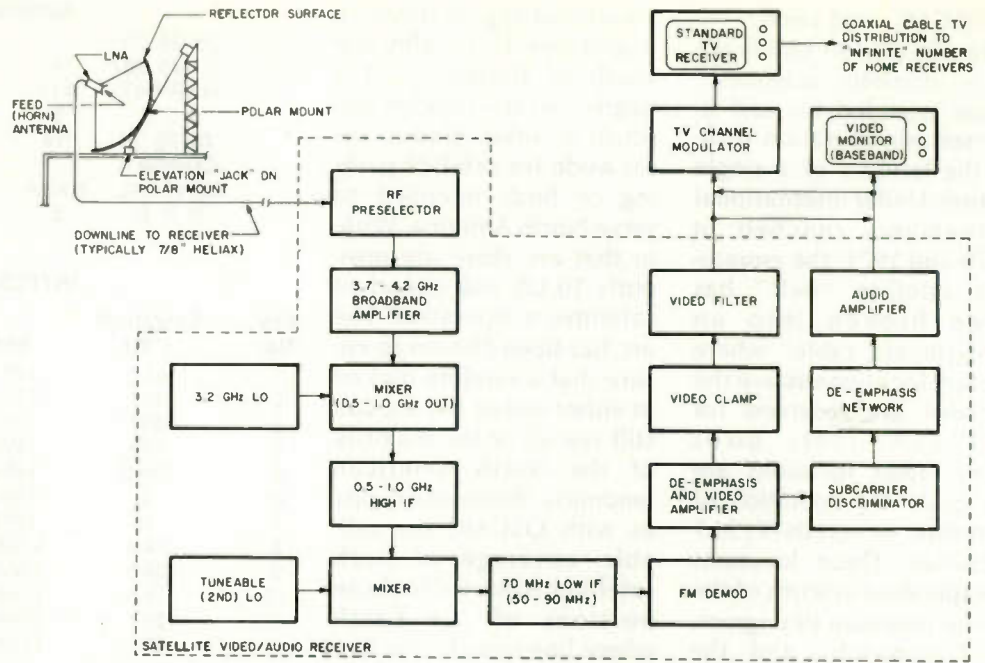 REFLECTOR SURFACE
LNA
FEED
(HORN)
ANTENNA
POLAR MOUNT
ELEVATION "JACK" ON
POLAR MOUNT
DOWNLINE TO RECEIVER
(TYPICALLY 7/8" HELIAX)
STANDARD
TV
RECEIVER
COAXIAL CABLE TV
DISTRIBUTION TO
"INFINITE" NUMBER
OF HOME RECEIVERS
TV CHANNEL
MODULATOR
VIDEO
MONITOR
(BASEBAND)
RF
PRESELECTOR
3.7 - 4.2 GHz
BROADBAND
AMPLIFIER
3.2 GHz LO
MIXER
(0.5 - 1.0 GHz OUT)
0.5 - 1.0 GHz
HIGH IF
TUNEABLE
(2ND) LO
MIXER
70 MHz LOW IF
(50 - 90 MHz)
FM DEMOD
DE-EMPHASIS
AND VIDEO
AMPLIFIER
SUBCARRIER
DISCRIMINATOR
VIDEO CLAMP
DE-EMPHASIS
NETWORK
VIDEO FILTER
AUDIO
AMPLIFIER
SATELLITE VIDEO/AUDIO RECEIVER